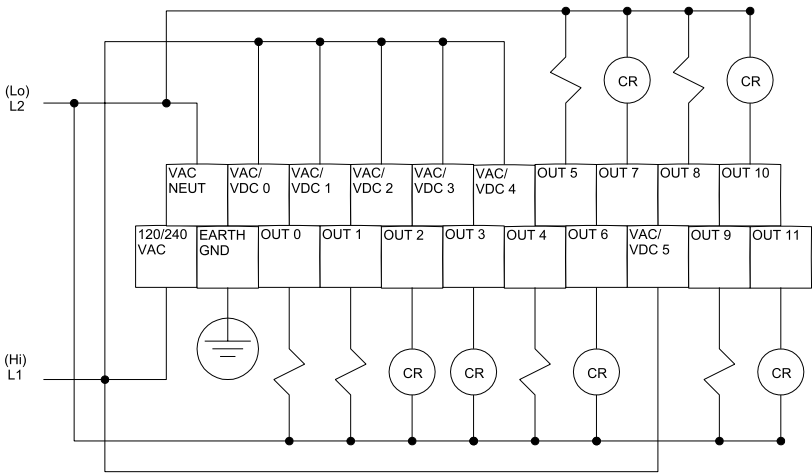 (Lo)
L2
CR
CR
VAC
NEUT
VAC/
VDC 0
VAC/
VDC 1
VAC/
VDC 2
VAC/
VDC 3
VAC/
VDC 4
OUT 5
OUT 7
OUT 8
OUT 10
120/240
VAC
EARTH
GND
OUT 0
OUT 1
OUT 2
OUT 3
OUT 4
OUT 6
VAC/
VDC 5
OUT 9
OUT 11
(Hi)
L1
CR
CR
CR
CR